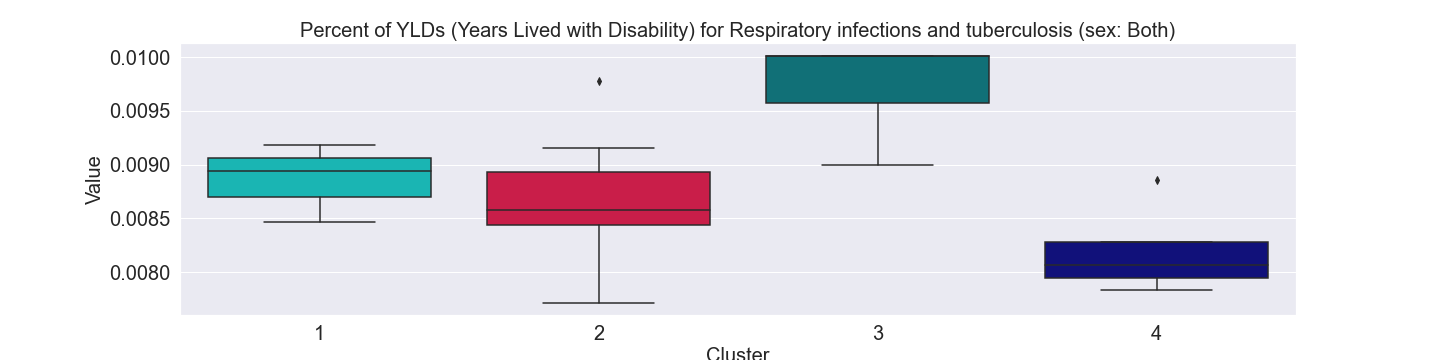 Percent of YLDs (Years Lived with Disability) for Respiratory infections and tuberculosis (sex: Both)
0.0100
0.0095
0.0090
0.0085
0.0080
Value
1 2 3 4
Cluster